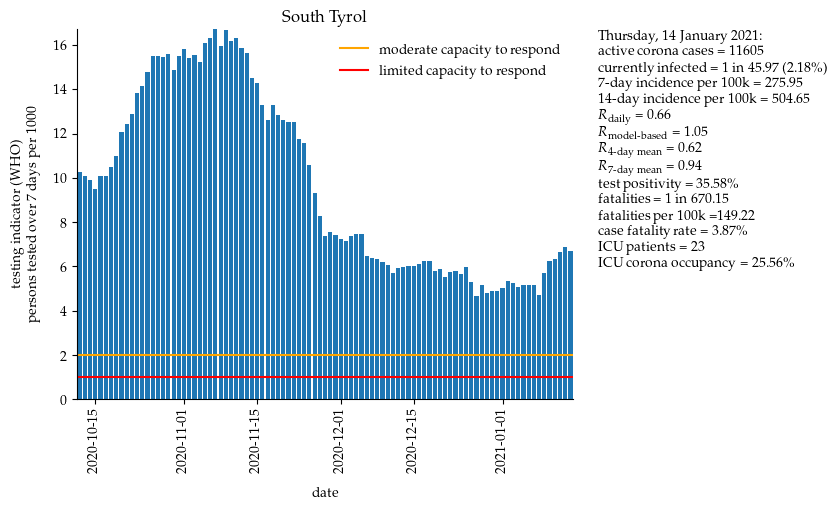 South Tyrol
testing indicator (WHO)
persons tested over 7 days per 1000
16
14
12
10
8
6
4
2
0
moderate capacity to respond
limited capacity to respond
2020-10-15
2020-11-01
2020-11-15
2020-12-01
2020-12-15
2021-01-01
date
Thursday, 14 January 2021:
active corona cases = 11605
currently infected = 1 in 45.97 (2.18%)
7-day incidence per 100k = 275.95
14-day incidence per 100k = 504.65
R daily = 0.66
R model-based = 1.05
R 4-day mean = 0.62
R 7-day mean = 0.94
test positivity = 35.58%
fatalities = 1 in 670.15
fatalities per 100k =149.22
case fatality rate = 3.87%
ICU patients = 23
ICU corona occupancy = 25.56%